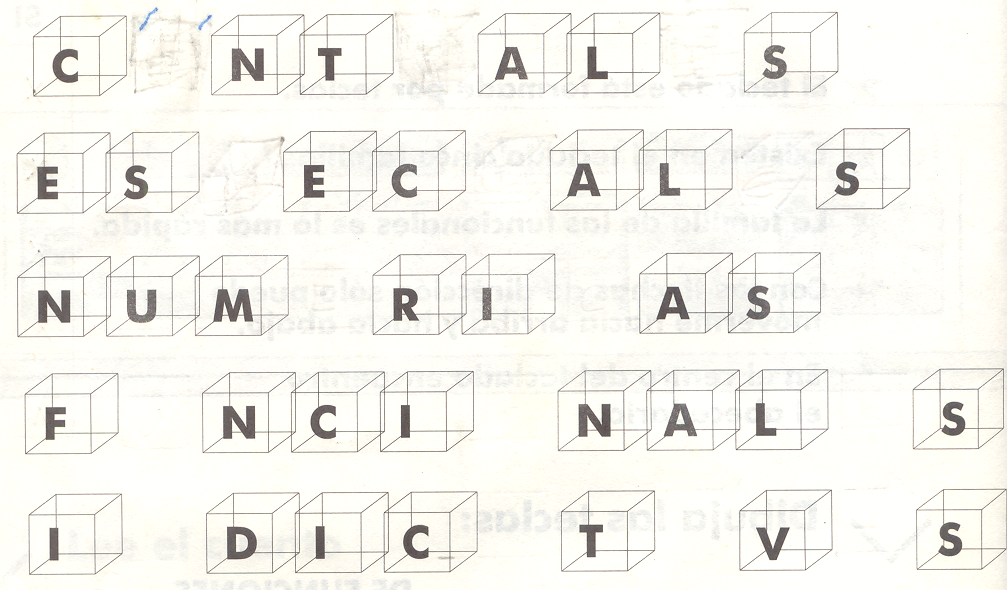 C NT AL S
ES EC AL S
NUM RI AS
F NCI NAL S
I DIC T V S